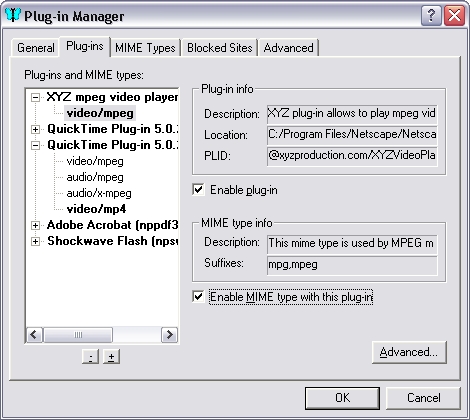 Plug-in Manager
General Plug-ins MIME Types Blocked Sites Advanced
Plug-ins and MIME types:
XYZ mpeg video player
video/mpeg
QuickTime Plug-in 5.0.
QuickTime Plug-in 5.0.
video/mpeg
audio/mpeg
audio/x-mpeg
video/mp4
Adobe Acrobat (nppdf3
Shockwave Flash (nps
- +
Plug-in info
Description: XYZ plug-in allows to play mpeg vid
Location: C:/Program Files/Netscape/Netsca
PLID: @xyzproduction.com/XYZVideoPla
Enable plug-in
MIME type info
Description: This mime type is used by MPEG m
Suffixes: mpg,mpeg
Enable MIME type with this plug-in
Advanced...
OK Cancel